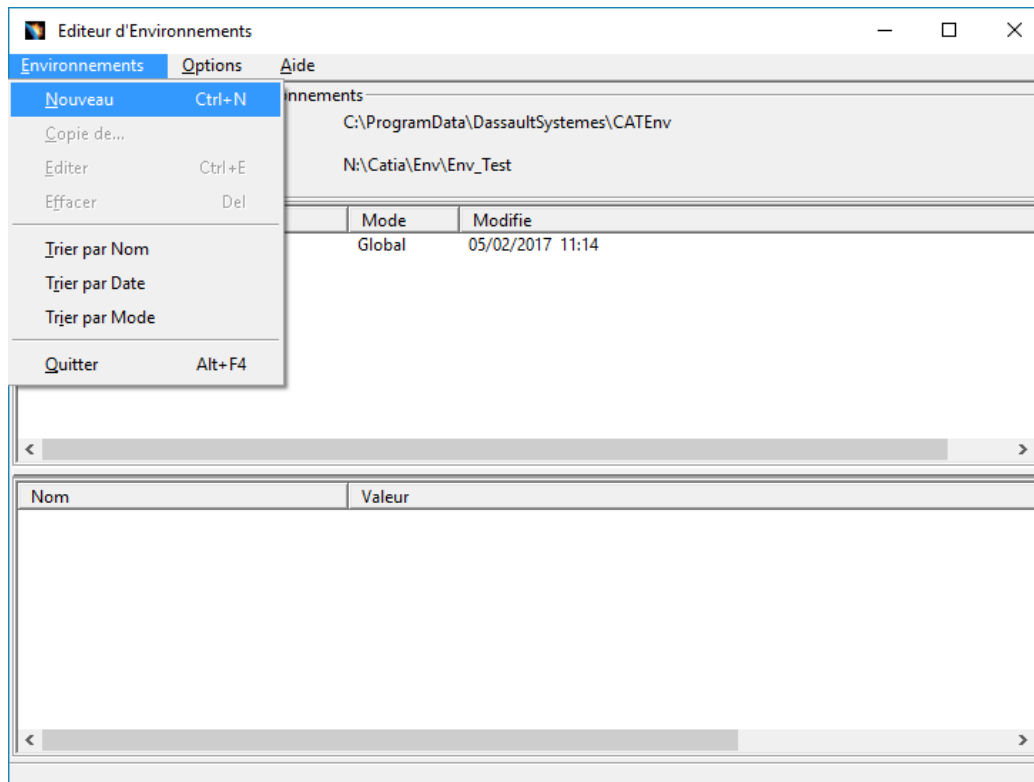 Editeur d'Environnements
Environnements Options Aide
Nouveau Ctrl+N
Copie de...
Editer Ctrl+E
Effacer Del
Trier par Nom
Trier par Date
Trier par Mode
Quitter Alt+F4
onnements
C:\ProgramData\DassaultSystemes\CATEnv
N:\Catia\Env\Env_Test
Mode Modifie
Global 05/02/2017 11:14
Nom Valeur